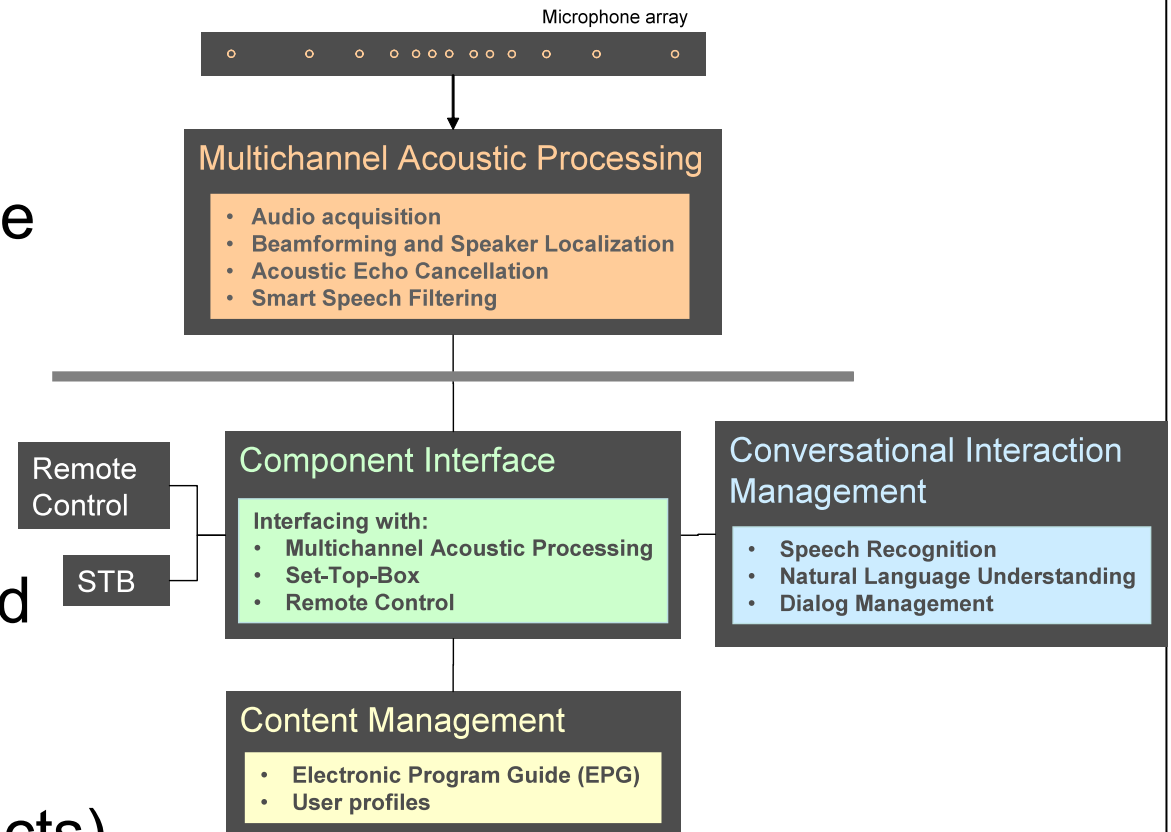 Microphone array
Multichannel Acoustic Processing
• Audio acquisition
• Beamforming and Speaker Localization
• Acoustic Echo Cancellation
• Smart Speech Filtering
e
Remote
Control
STB
d
Component Interface
Interfacing with:
• Multichannel Acoustic Processing
• Set-Top-Box
• Remote Control
Conversational Interaction
Management
• Speech Recognition
• Natural Language Understanding
• Dialog Management
Content Management
• Electronic Program Guide (EPG)
• User profiles
cts)